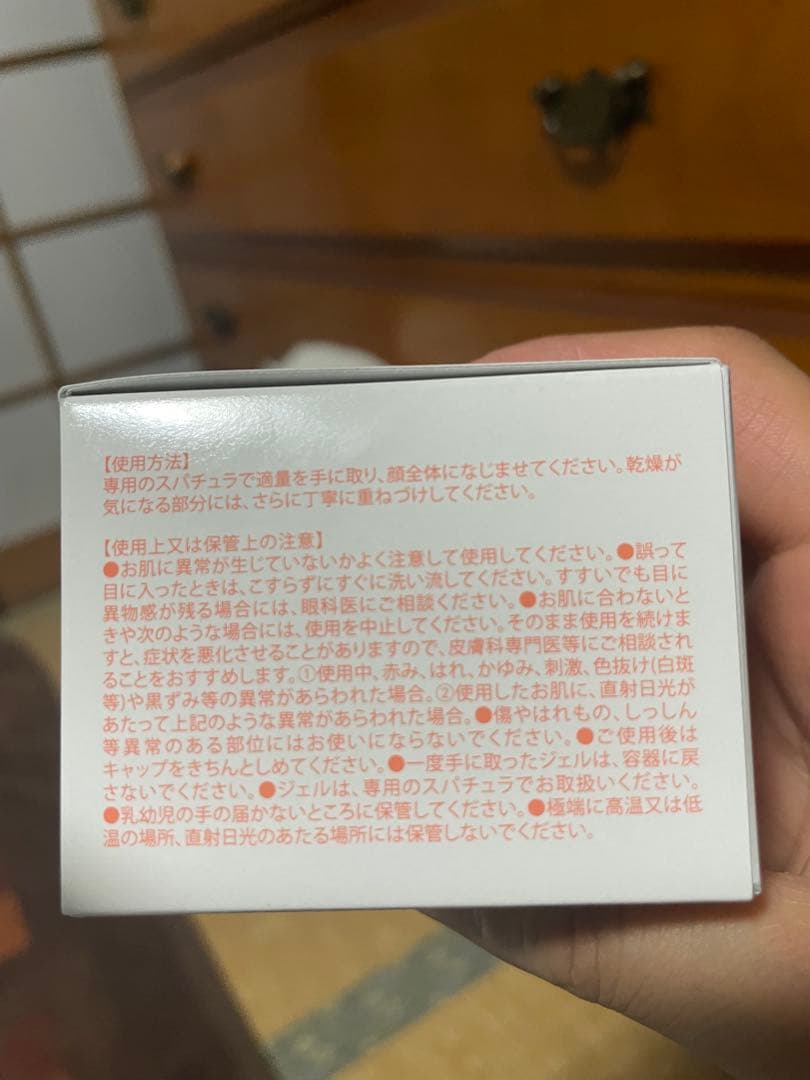 【使用方法】
専用のスパチュラで適量を手に取り、顔全体になじませてください。乾燥が
気になる部分には、さらに丁寧に重ねづけしてください。
【使用上又は保管上の注意】
●お肌に異常が生じていないかよく注意して使用してください。●誤って
目に入ったときは、こすらずにすぐに洗い流してください。すすいでも目に
異物感が残る場合には、眼科医にご相談ください。●お肌に合わないと
きや次のような場合には、使用を中止してください。そのまま使用を続けま
すと、症状を悪化させることがありますので、皮膚科専門医等にご相談され
ることをおすすめします。①使用中、赤み、はれ、かゆみ、刺激、色抜け(白斑
等)や黒ずみ等の異常があらわれた場合。②使用したお肌に、直射日光が
あたって上記のような異常があらわれた場合。●傷やはれもの、しっしん
等異常のある部位にはお使いにならないでください。●ご使用後は
キャップをきちんとしめてください。●一度手に取ったジェルは、容器に戻
さないでください。●ジェルは、専用のスパチュラでお取扱いください。
●乳幼児の手の届かないところに保管してください。●極端に高温又は低
温の場所、直射日光のあたる場所には保管しないでください。